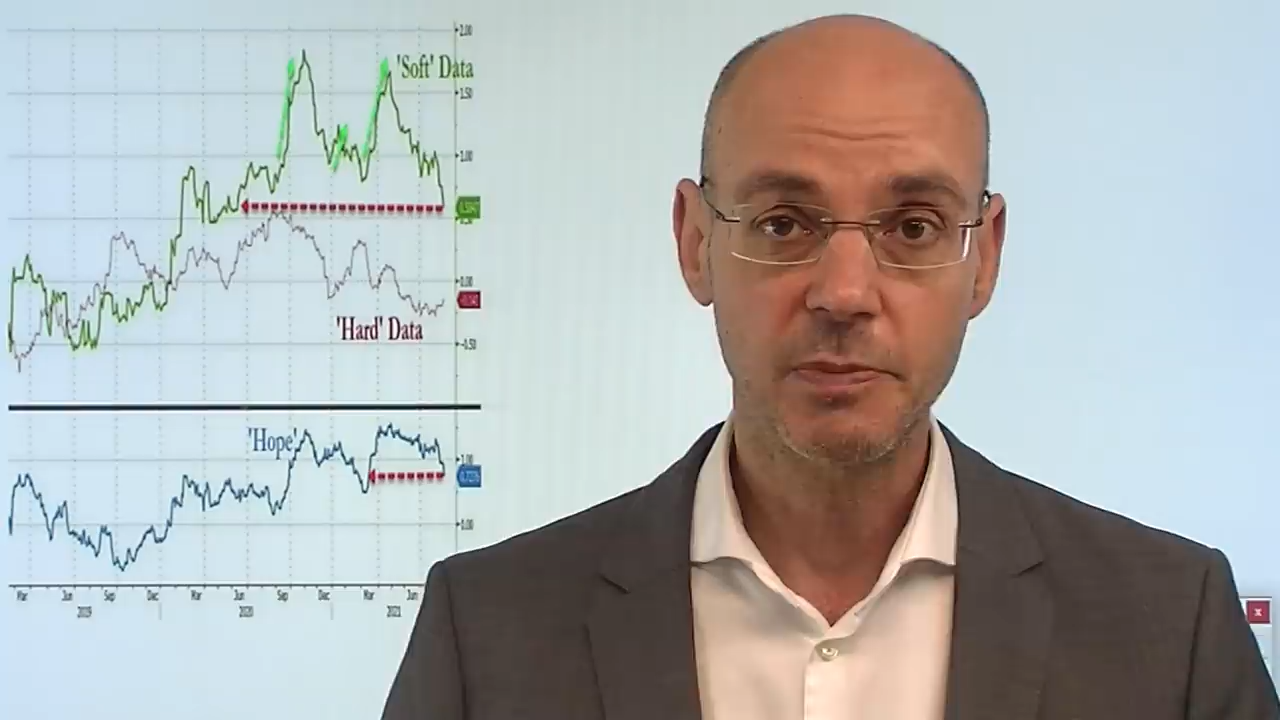 2.00
'Soft' Data
1.50
1.00
0.00
'Hard' Data
-0.50
'Hope'
1.00
0.00
Mar Jun Sep Dec Mar Jun Sep Dec Mar Jun
2019 2020 2021
x